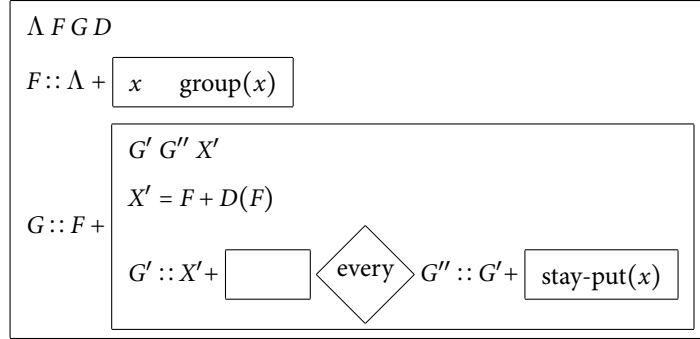 Λ F G D
F :: Λ + x group(x)
G′ G″ X′
X′ = F + D(F)
G :: F +
G′ :: X′+ every G″ :: G′+ stay-put(x)